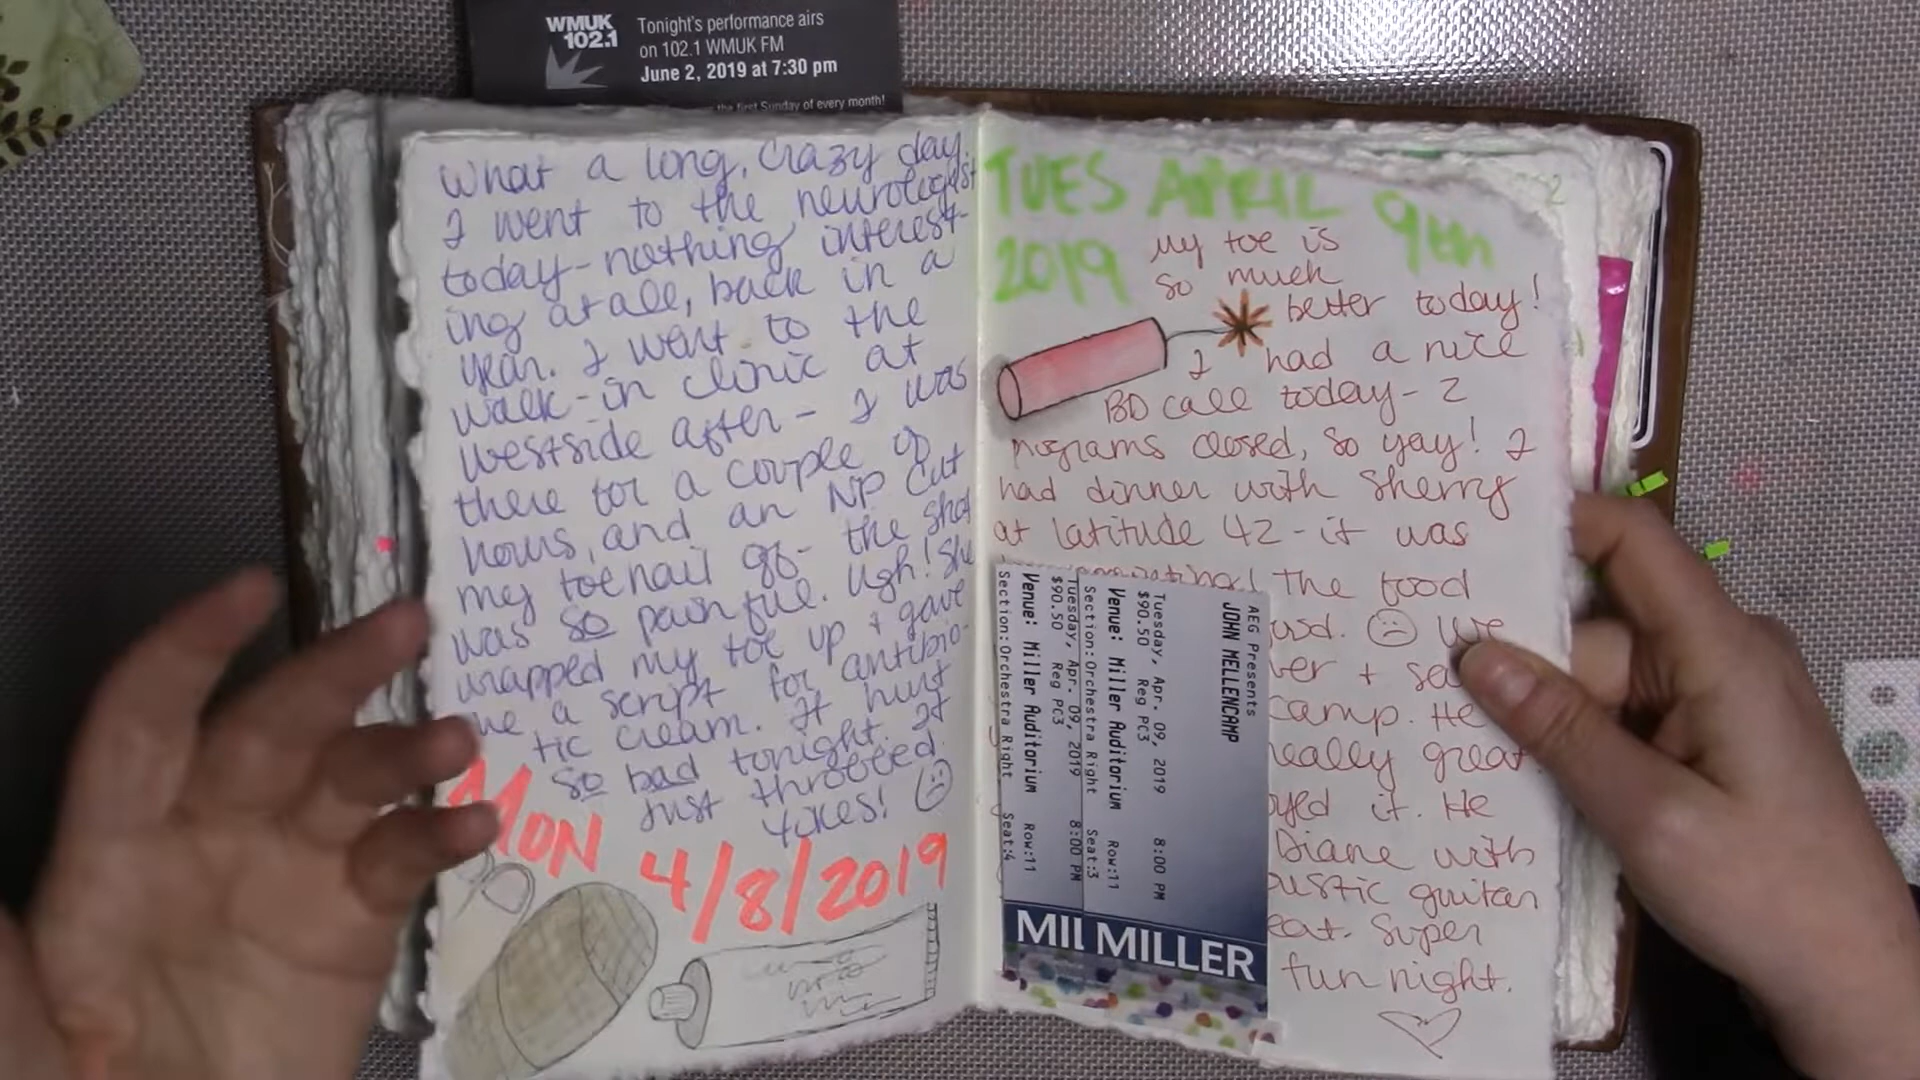 WMUK
102.1
Tonight's performance airs
on 102.1 WMUK FM
June 2, 2019 at 7:30 pm
the first Sunday of every month!
What a long, crazy day.
I went to the neurologist
today - nothing interest-
ing at all, back in a
year. I went to the
walk-in clinic at
westside after - I was
there for a couple of
hours, and an NP cut
my toenail off - the shot
was so painful. Ugh! She
wrapped my toe up + gave
me a script for antibio-
tic cream. It hurt
so bad tonight. It
just throbbed.
Yikes!
MON 4/8/2019
TUES APRIL 9th
2019
My toe is
so much
better today!
I had a nice
BD call today - 2
programs closed, so yay! I
had dinner with Sherry
at latitude 42 - it was
The food
We
+
camp. He
really great
it. He
Diane with
guitar
Super
fun night.
AEG Presents
JOHN MELLENCAMP
Tuesday, Apr. 09, 2019 8:00 PM
$90.50 Reg PC3
Venue: Miller Auditorium
Section: Orchestra Right Row:11 Seat:3
MILLER
Tuesday, Apr. 09, 2019 8:00 PM
$90.50 Reg PC3
Venue: Miller Auditorium
Section: Orchestra Right Row:11 Seat:4
MIL